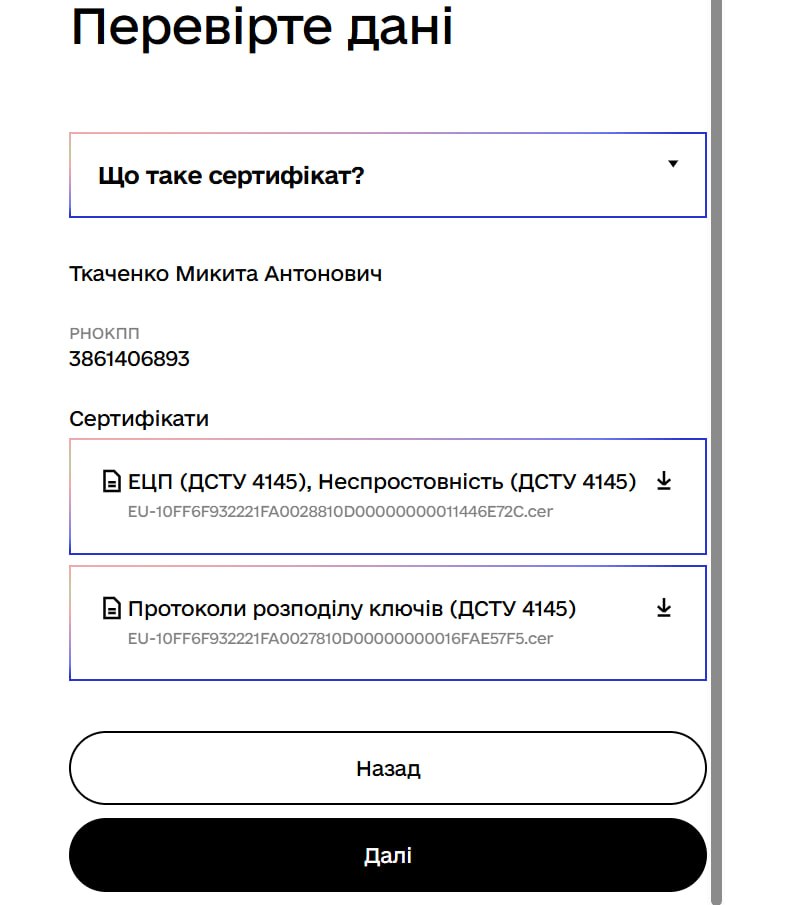 Перевірте дані
Що таке сертифікат?
Ткаченко Микита Антонович
РНОКПП
3861406893
Сертифікати
ЕЦП (ДСТУ 4145), Неспростовність (ДСТУ 4145)
EU-10FF6F932221FA0028810D00000000011446E72C.cer
Протоколи розподілу ключів (ДСТУ 4145)
EU-10FF6F932221FA0027810D00000000016FAE57F5.cer
Назад
Далі